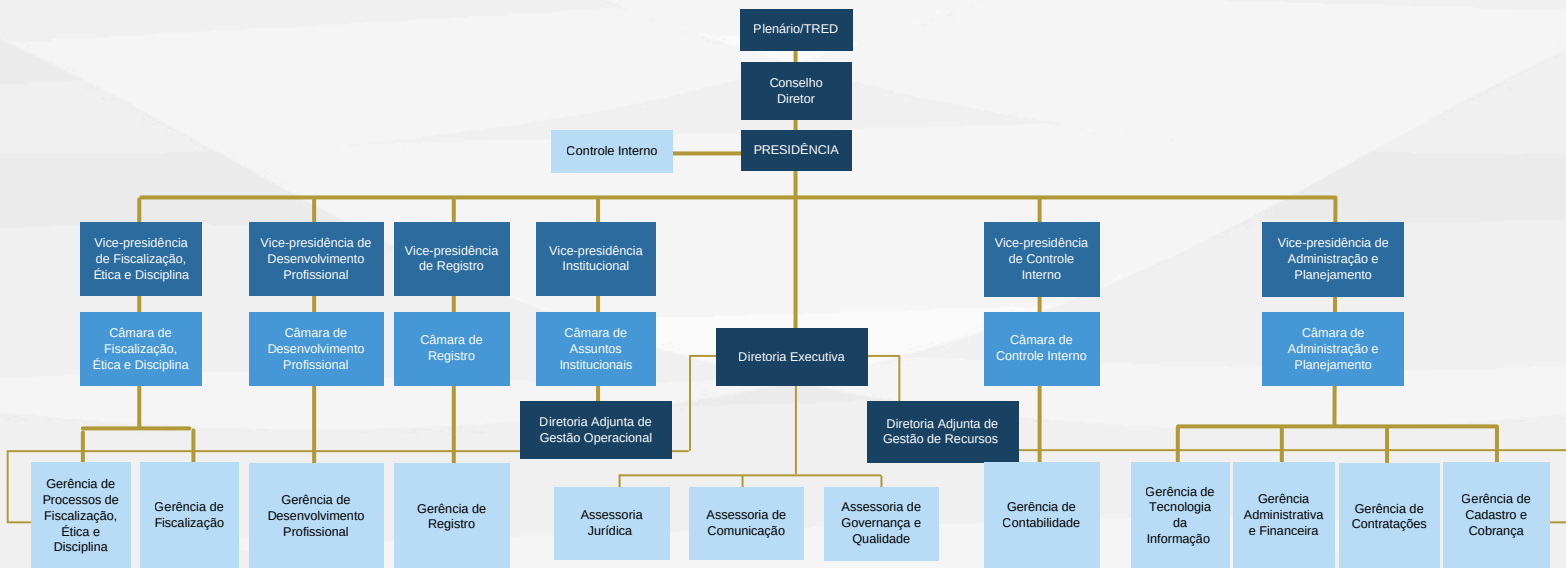 Plenário/TRED
Conselho
Diretor
Controle Interno
PRESIDÊNCIA
Vice-presidência
de Fiscalização,
Ética e Disciplina
Vice-presidência de
Desenvolvimento
Profissional
Vice-presidência
de Registro
Vice-presidência
Institucional
Vice-presidência
de Controle
Interno
Vice-presidência de
Administração e
Planejamento
Câmara de
Fiscalização,
Ética e Disciplina
Câmara de
Desenvolvimento
Profissional
Câmara de
Registro
Câmara de
Assuntos
Institucionais
Diretoria Executiva
Câmara de
Controle Interno
Câmara de
Administração e
Planejamento
Diretoria Adjunta de
Gestão Operacional
Diretoria Adjunta de
Gestão de Recursos
Gerência de
Processos de
Fiscalização,
Ética e
Disciplina
Gerência de
Fiscalização
Gerência de
Desenvolvimento
Profissional
Gerência de
Registro
Assessoria
Jurídica
Assessoria de
Comunicação
Assessoria de
Governança e
Qualidade
Gerência de
Contabilidade
Gerência de
Tecnologia
da
Informação
Gerência
Administrativa
e Financeira
Gerência de
Contratações
Gerência de
Cadastro e
Cobrança